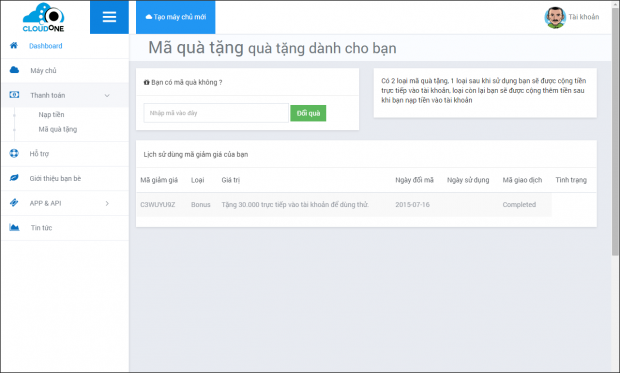 CLOUDONE
Tạo máy chủ mới
Tài khoản
Dashboard
Máy chủ
Thanh toán
Nạp tiền
Mã quà tặng
Hỗ trợ
Giới thiệu bạn bè
APP & API
Tin tức
Mã quà tặng quà tặng dành cho bạn
Bạn có mã quà không ?
Nhập mã vào đây
Đổi quà
Có 2 loại mã quà tặng, 1 loại sau khi sử dụng bạn sẽ được cộng tiền
trực tiếp vào tài khoản, loại còn lại bạn sẽ được cộng thêm tiền sau
khi bạn nạp tiền vào tài khoản
Lịch sử dùng mã giảm giá của bạn
Mã giảm giá Loại Giá trị Ngày đổi mã Ngày sử dụng Mã giao dịch Tình trạng
C3WUYU9Z Bonus Tặng 30.000 trực tiếp vào tài khoản để dùng thử. 2015-07-16 Completed